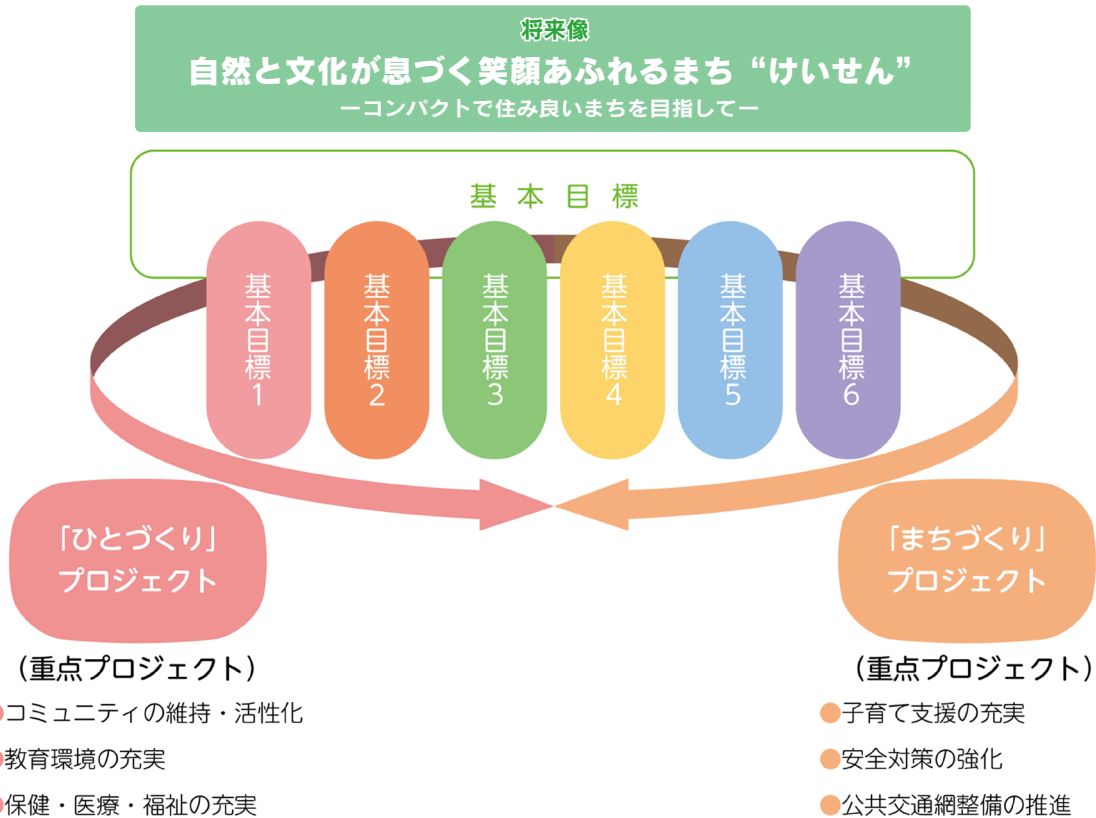 将来像
自然と文化が息づく笑顔あふれるまち“けいせん”
ーコンパクトで住み良いまちを目指してー
基本目標
基本目標1
基本目標2
基本目標3
基本目標4
基本目標5
基本目標6
「ひとづくり」
プロジェクト
（重点プロジェクト）
●コミュニティの維持・活性化
●教育環境の充実
●保健・医療・福祉の充実
「まちづくり」
プロジェクト
（重点プロジェクト）
●子育て支援の充実
●安全対策の強化
●公共交通網整備の推進